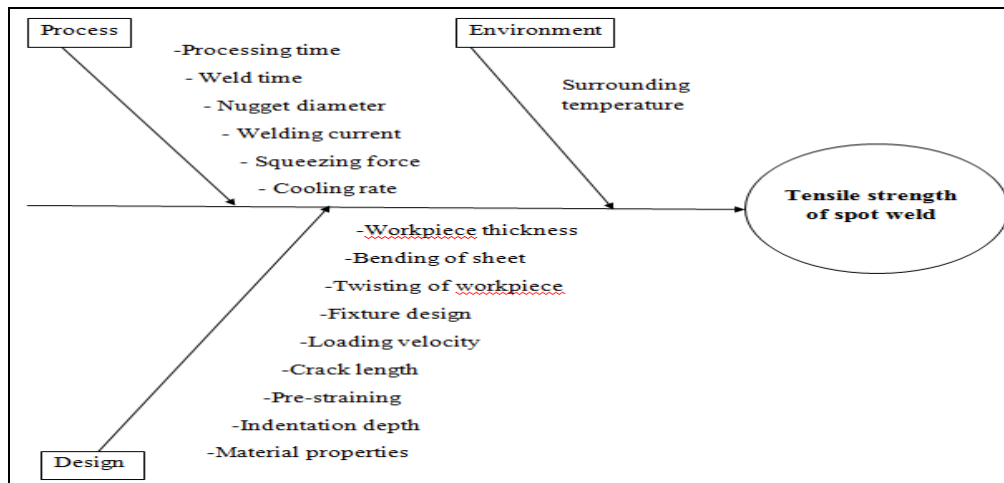 Process
-Processing time
- Weld time
- Nugget diameter
- Welding current
- Squeezing force
- Cooling rate
Environment
Surrounding
temperature
Tensile strength
of spot weld
-Workpiece thickness
-Bending of sheet
-Twisting of workpiece
-Fixture design
-Loading velocity
-Crack length
-Pre-straining
-Indentation depth
-Material properties
Design